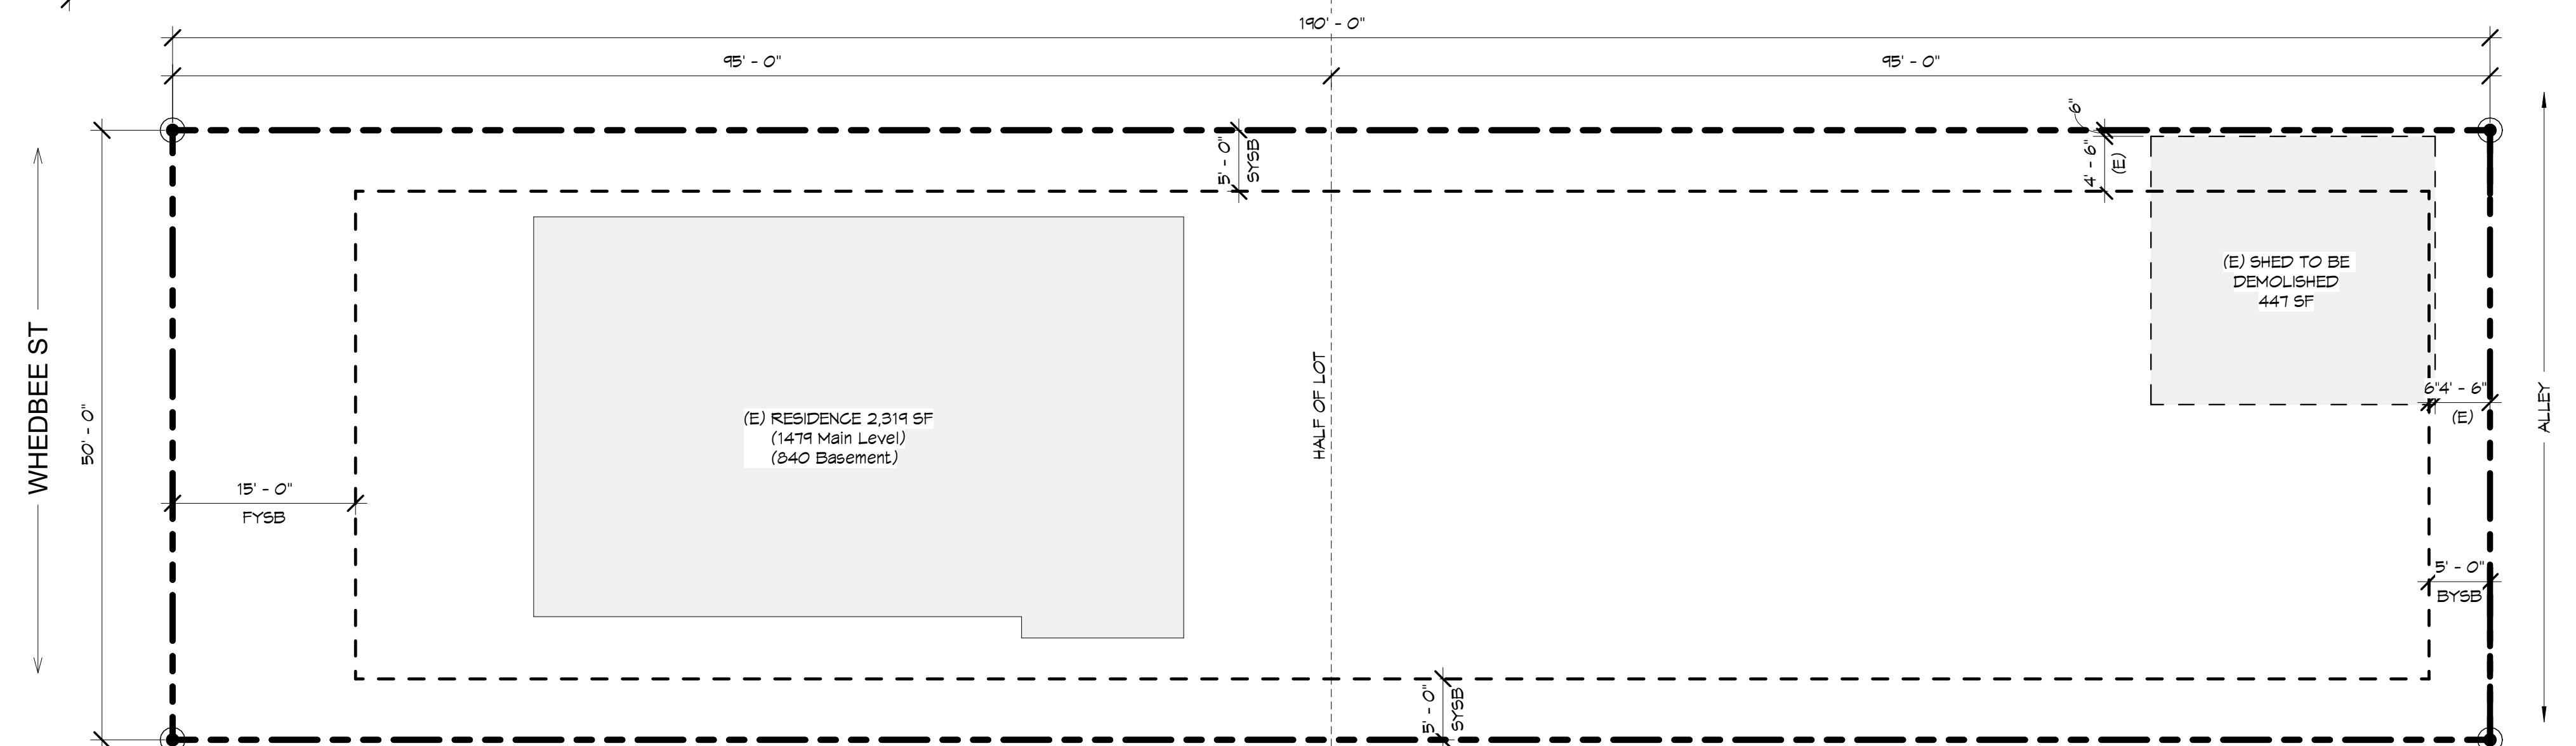 190' - 0"
95' - 0"
95' - 0"
6"
5' - 0"
SYSB
4' - 6"
(E)
(E) SHED TO BE
DEMOLISHED
447 SF
WHEDBEE ST
50' - 0"
(E) RESIDENCE 2,319 SF
(1479 Main Level)
(840 Basement)
HALF OF LOT
6"
4' - 6"
(E)
ALLEY
15' - 0"
FYSB
5' - 0"
BYSB
5' - 0"
SYSB